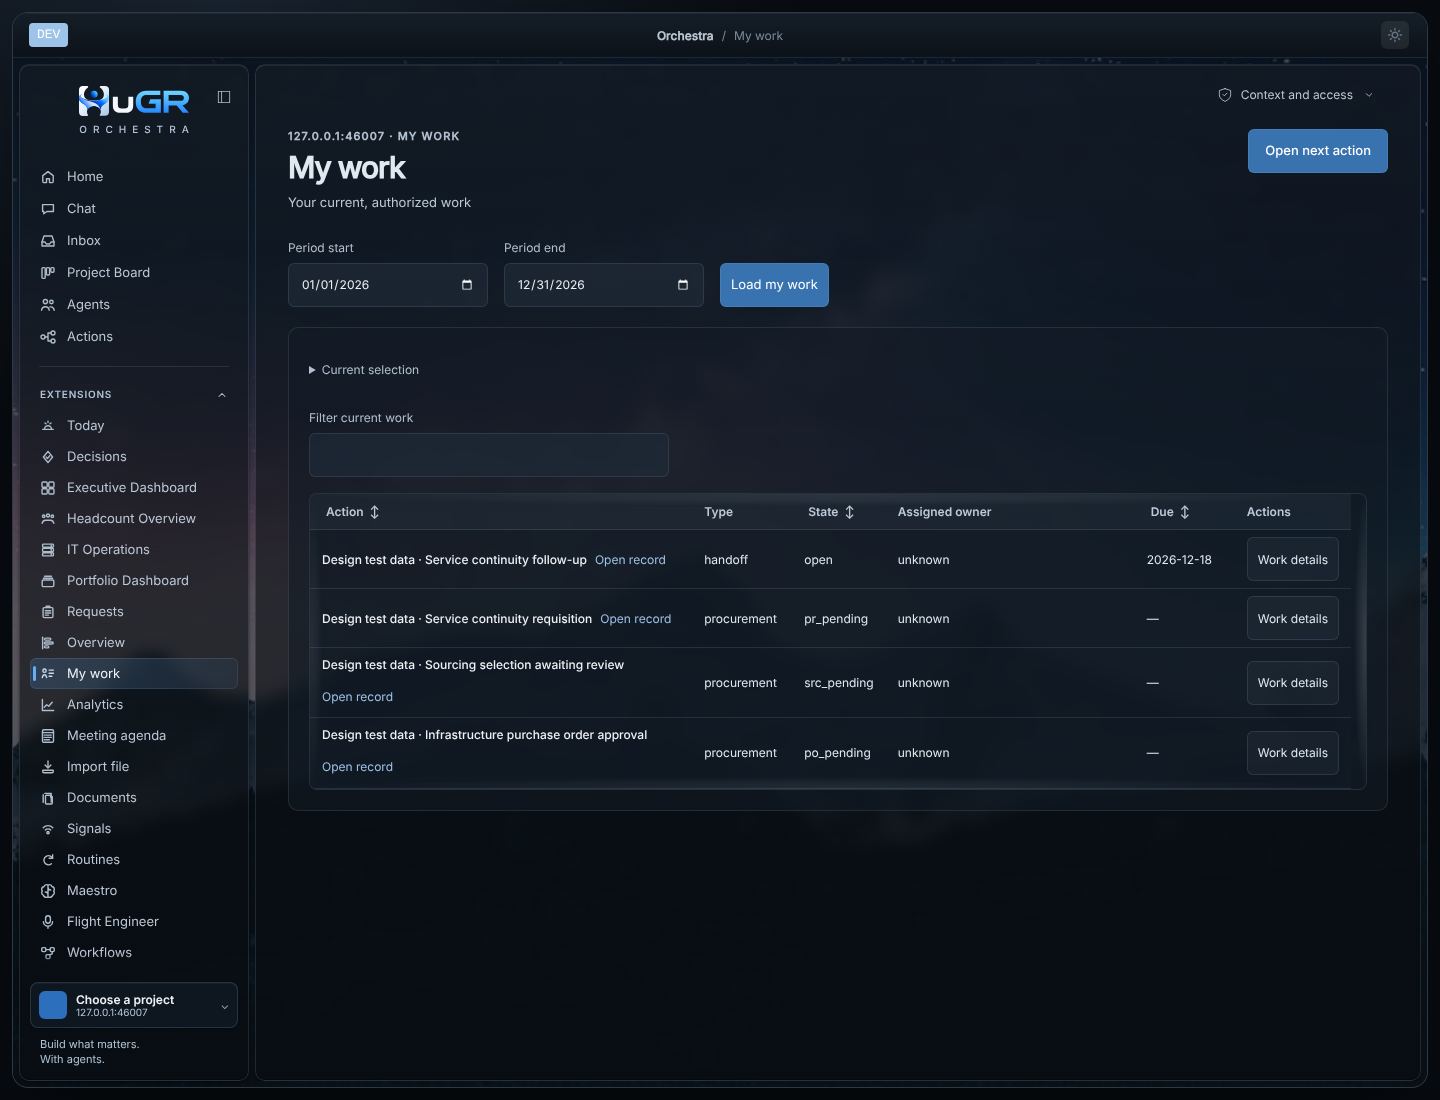 DEV
Orchestra / My work
HuGR
ORCHESTRA
Home
Chat
Inbox
Project Board
Agents
Actions
EXTENSIONS
Today
Decisions
Executive Dashboard
Headcount Overview
IT Operations
Portfolio Dashboard
Requests
Overview
My work
Analytics
Meeting agenda
Import file
Documents
Signals
Routines
Maestro
Flight Engineer
Workflows
Choose a project
127.0.0.1:46007
Build what matters.
With agents.
Context and access
127.0.0.1:46007 · MY WORK
My work
Your current, authorized work
Open next action
Period start Period end
01/01/2026 12/31/2026 Load my work
Current selection
Filter current work
Action Type State Assigned owner Due Actions
Design test data · Service continuity follow-up Open record handoff open unknown 2026-12-18 Work details
Design test data · Service continuity requisition Open record procurement pr_pending unknown — Work details
Design test data · Sourcing selection awaiting review
Open record procurement src_pending unknown — Work details
Design test data · Infrastructure purchase order approval
Open record procurement po_pending unknown — Work details